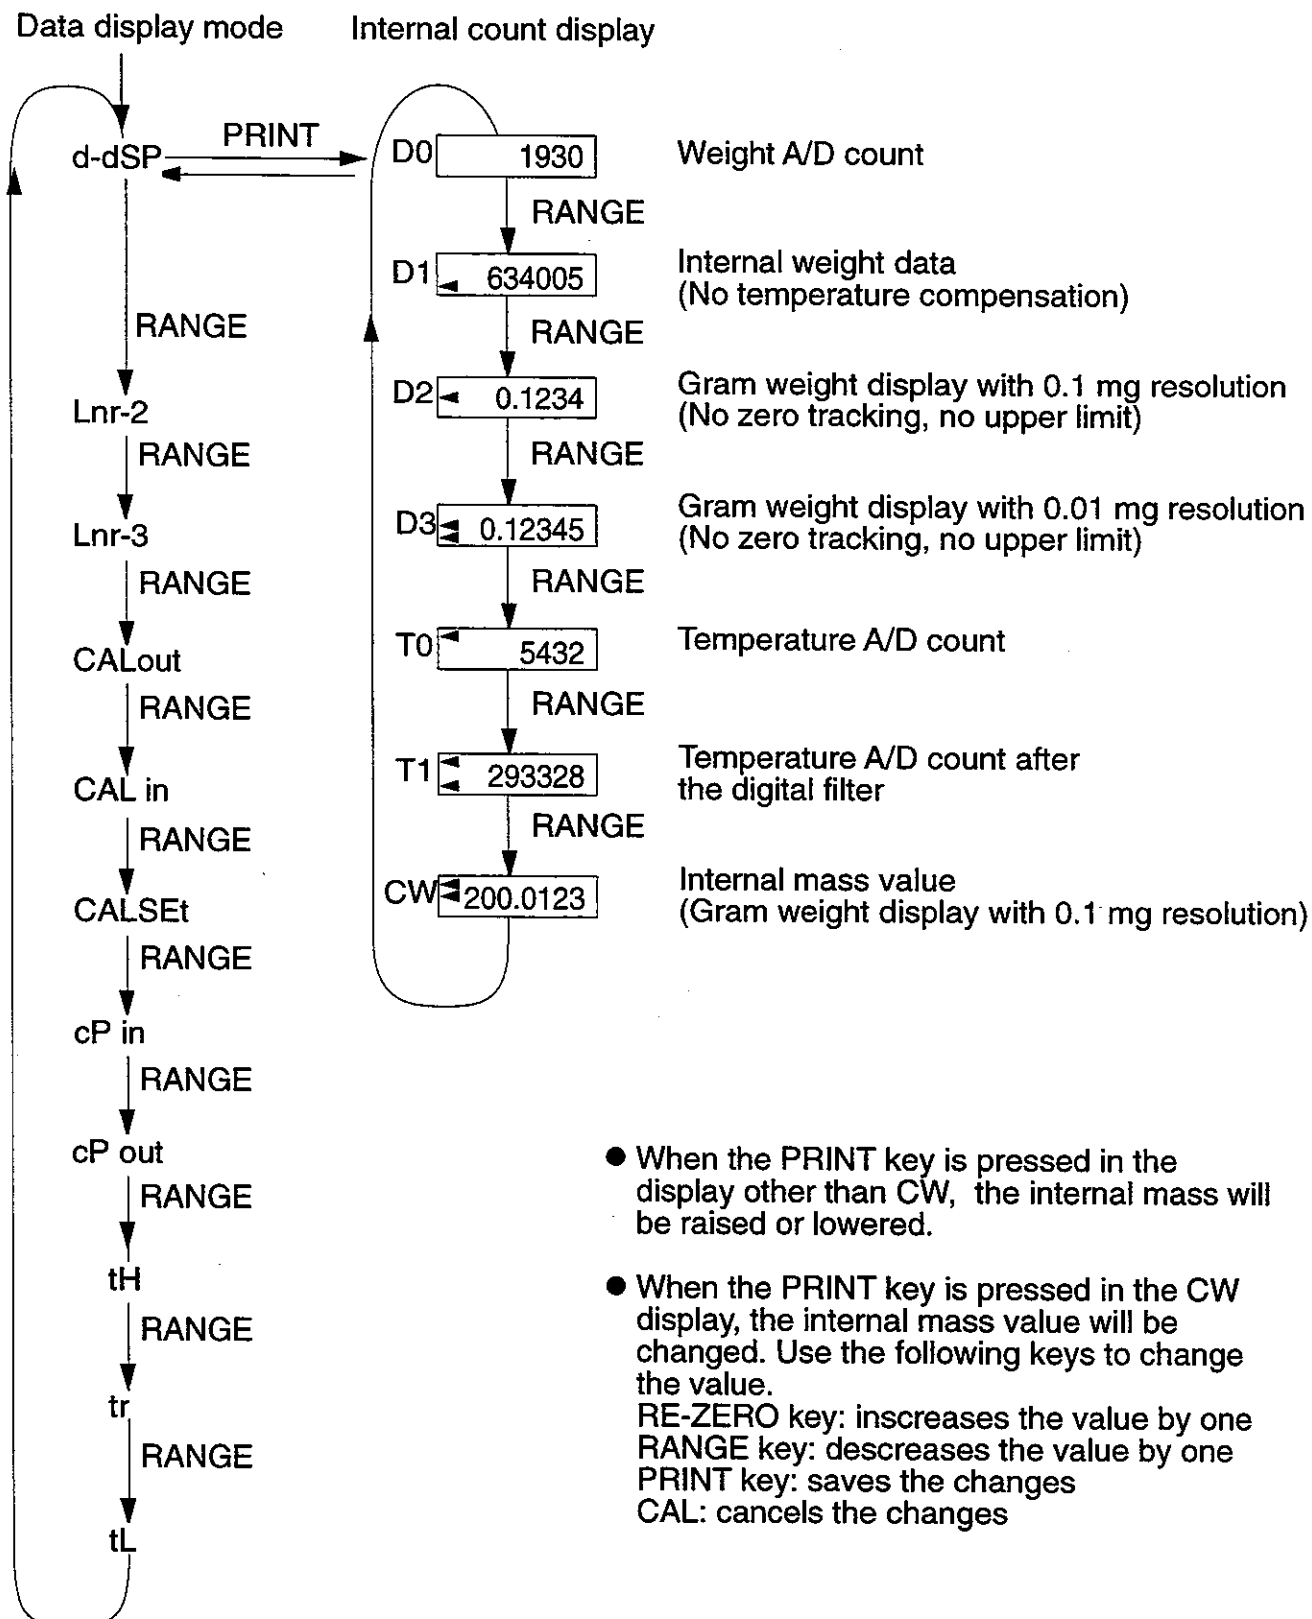 Data display mode
Internal count display
d-dSP
PRINT
D0 1930
Weight A/D count
RANGE
D1 634005
Internal weight data
(No temperature compensation)
RANGE
RANGE
D2 0.1234
Gram weight display with 0.1 mg resolution
(No zero tracking, no upper limit)
Lnr-2
RANGE
RANGE
D3 0.12345
Gram weight display with 0.01 mg resolution
(No zero tracking, no upper limit)
Lnr-3
RANGE
RANGE
T0 5432
Temperature A/D count
CALout
RANGE
RANGE
T1 293328
Temperature A/D count after
the digital filter
CAL in
RANGE
RANGE
CW 200.0123
Internal mass value
(Gram weight display with 0.1 mg resolution)
CALSEt
RANGE
cP in
RANGE
cP out
RANGE
tH
RANGE
tr
RANGE
tL
● When the PRINT key is pressed in the
display other than CW, the internal mass will
be raised or lowered.
● When the PRINT key is pressed in the CW
display, the internal mass value will be
changed. Use the following keys to change
the value.
RE-ZERO key: inscreases the value by one
RANGE key: descreases the value by one
PRINT key: saves the changes
CAL: cancels the changes